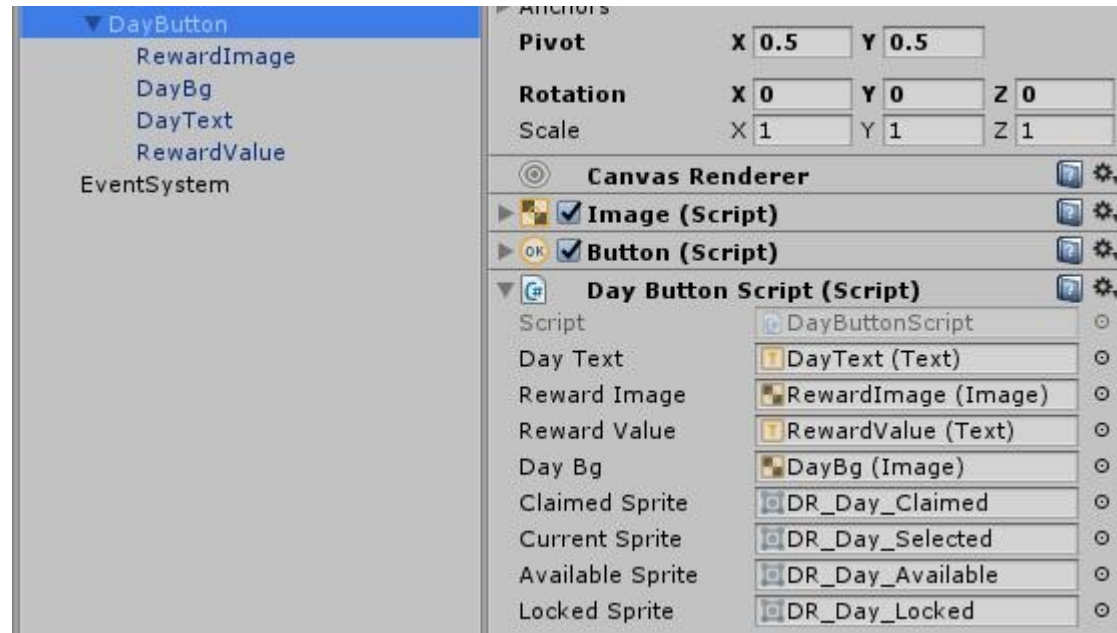 DayButton
RewardImage
DayBg
DayText
RewardValue
EventSystem
Anchors
Pivot X 0.5 Y 0.5
Rotation X 0 Y 0 Z 0
Scale X 1 Y 1 Z 1
Canvas Renderer
Image (Script)
OK Button (Script)
C# Day Button Script (Script)
Script DayButtonScript
Day Text T DayText (Text)
Reward Image RewardImage (Image)
Reward Value T RewardValue (Text)
Day Bg DayBg (Image)
Claimed Sprite DR_Day_Claimed
Current Sprite DR_Day_Selected
Available Sprite DR_Day_Available
Locked Sprite DR_Day_Locked